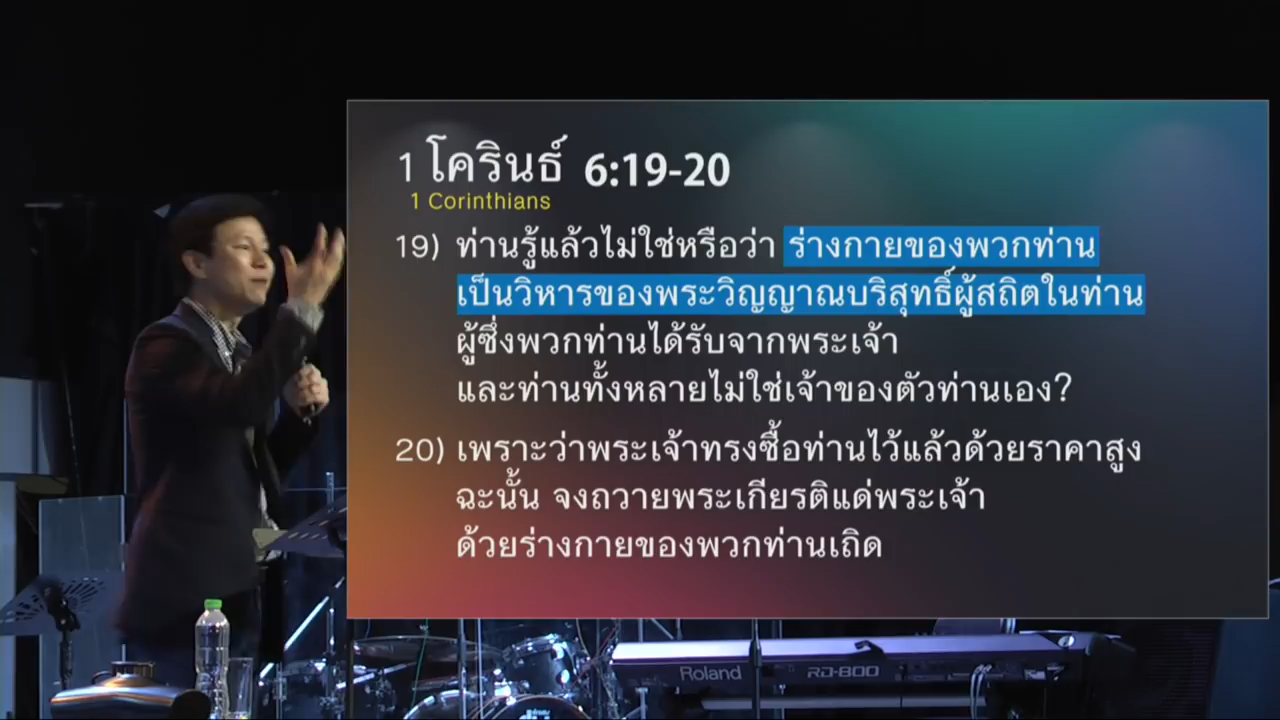 1 โครินธ์ 6:19-20
1 Corinthians
19) ท่านรู้แล้วไม่ใช่หรือว่า ร่างกายของพวกท่าน
เป็นวิหารของพระวิญญาณบริสุทธิ์ผู้สถิตในท่าน
ผู้ซึ่งพวกท่านได้รับจากพระเจ้า
และท่านทั้งหลายไม่ใช่เจ้าของตัวท่านเอง?
20) เพราะว่าพระเจ้าทรงซื้อท่านไว้แล้วด้วยราคาสูง
ฉะนั้น จงถวายพระเกียรติแด่พระเจ้า
ด้วยร่างกายของพวกท่านเถิด
Roland RD-800